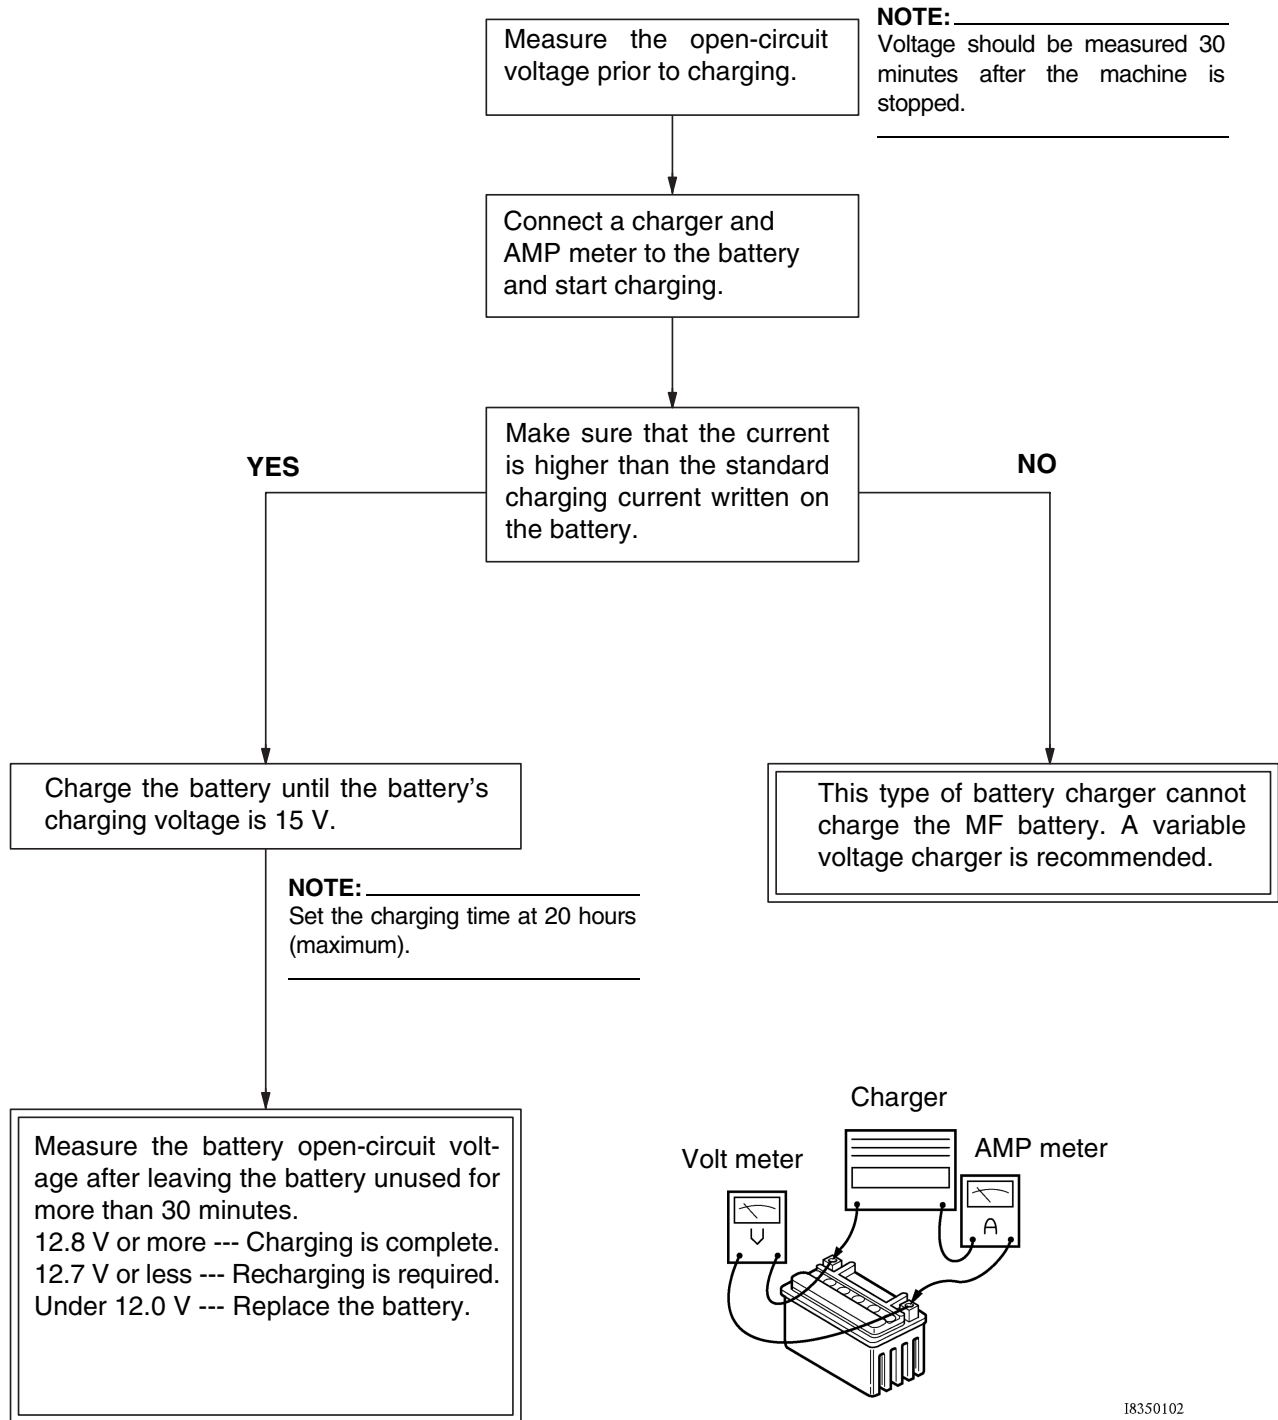 Measure the open-circuit
voltage prior to charging.
NOTE:
Voltage should be measured 30
minutes after the machine is
stopped.
Connect a charger and
AMP meter to the battery
and start charging.
Make sure that the current
is higher than the standard
charging current written on
the battery.
YES
NO
Charge the battery until the battery’s
charging voltage is 15 V.
This type of battery charger cannot
charge the MF battery. A variable
voltage charger is recommended.
NOTE:
Set the charging time at 20 hours
(maximum).
Measure the battery open-circuit volt-
age after leaving the battery unused for
more than 30 minutes.
12.8 V or more --- Charging is complete.
12.7 V or less --- Recharging is required.
Under 12.0 V --- Replace the battery.
Charger
Volt meter
AMP meter
V
A
I8350102